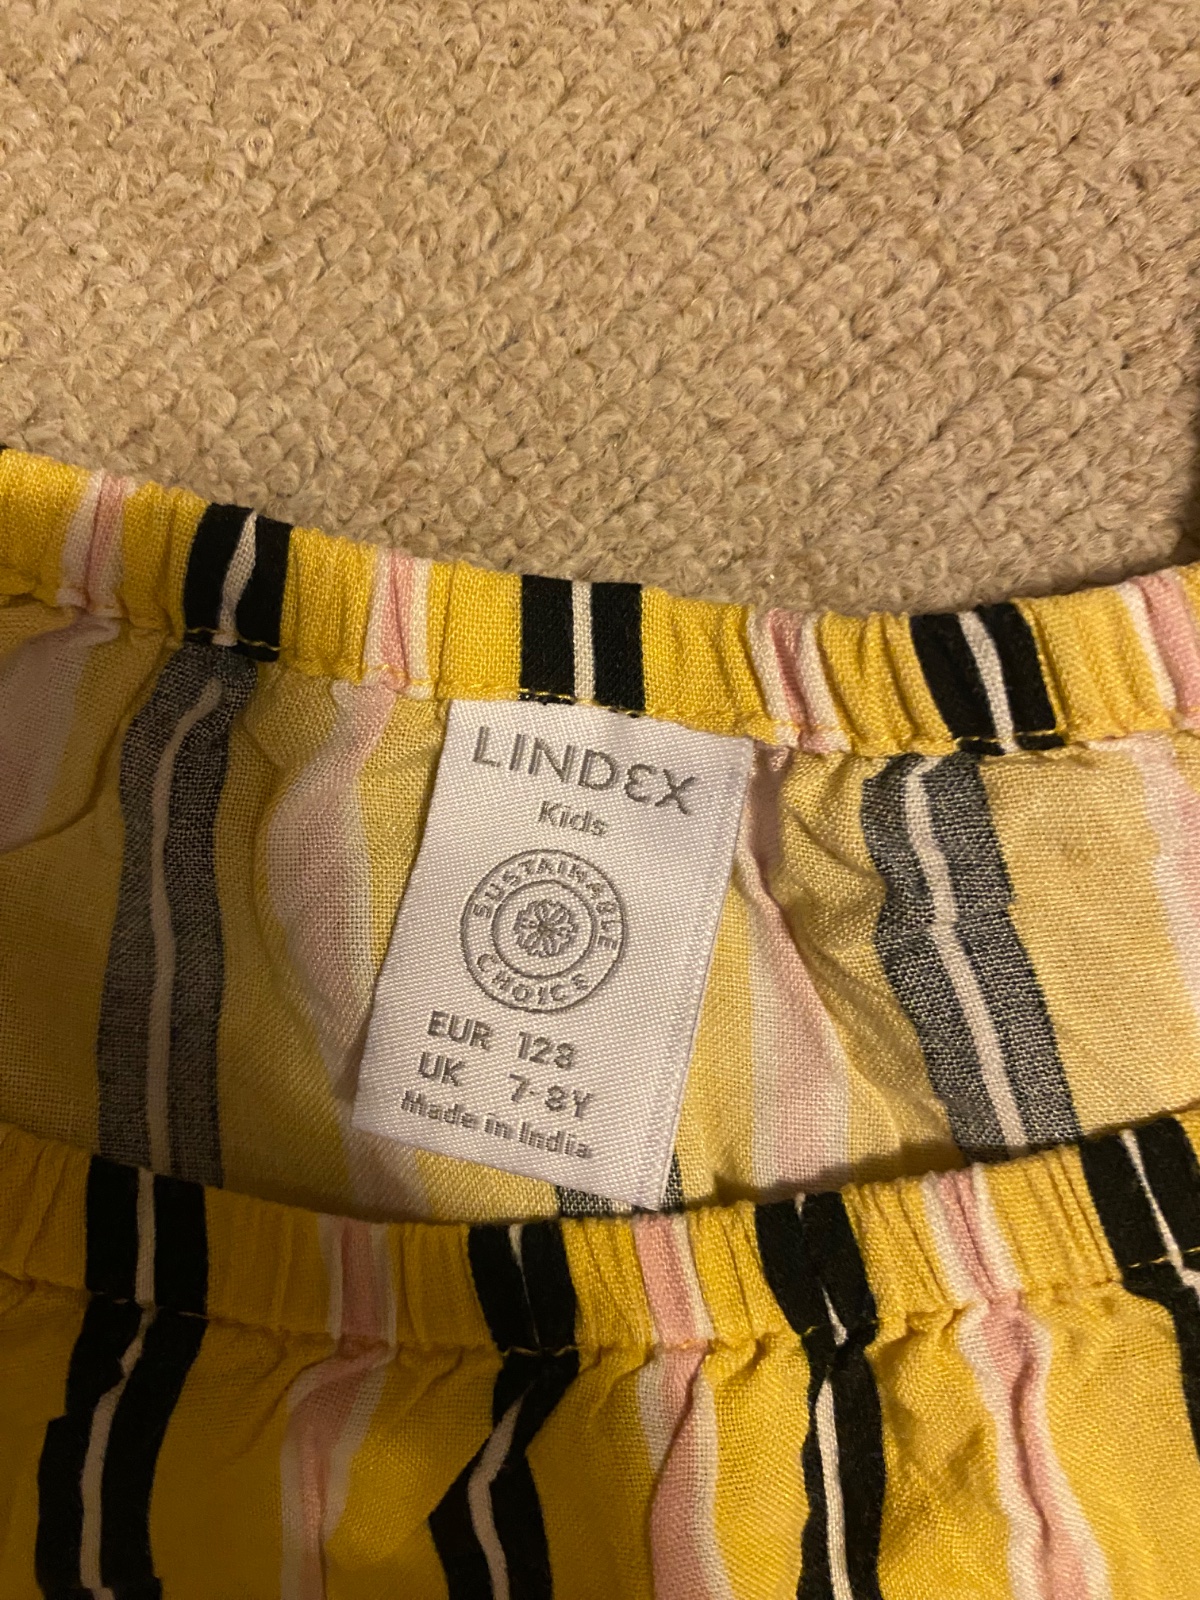 LINDEX
Kids
SUSTAINABLE
CHOICE
EUR 128
UK 7-8Y
Made in India